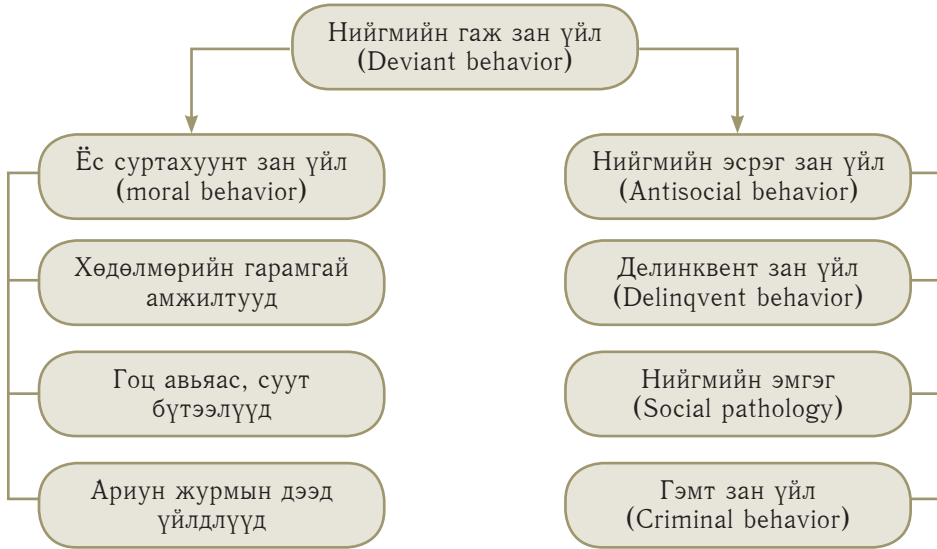 Нийгмийн гаж зан үйл
(Deviant behavior)
Ёс суртахуунт зан үйл
(moral behavior)
Хөдөлмөрийн гарамгай
амжилтууд
Гоц авьяас, суут
бүтээлүүд
Ариун журмын дээд
үйлдлүүд
Нийгмийн эсрэг зан үйл
(Antisocial behavior)
Делинквент зан үйл
(Delinqvent behavior)
Нийгмийн эмгэг
(Social pathology)
Гэмт зан үйл
(Criminal behavior)